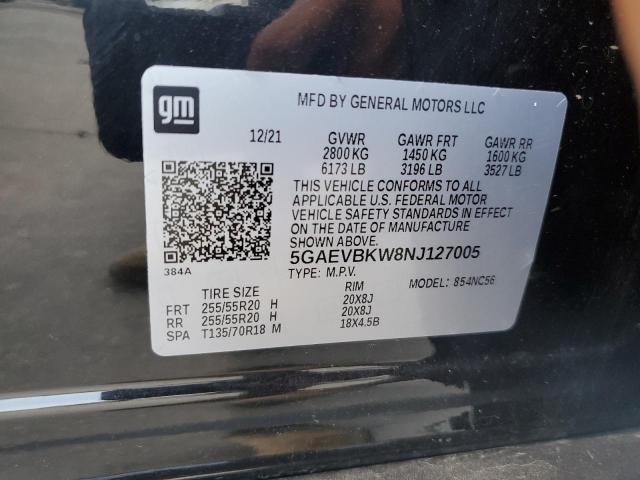 gm
MFD BY GENERAL MOTORS LLC
12/21 GVWR GAWR FRT GAWR RR
2800 KG 1450 KG 1600 KG
6173 LB 3196 LB 3527 LB
THIS VEHICLE CONFORMS TO ALL
APPLICABLE U.S. FEDERAL MOTOR
VEHICLE SAFETY STANDARDS IN EFFECT
ON THE DATE OF MANUFACTURE
SHOWN ABOVE.
384A 5GAEVBKW8NJ127005
TYPE: M.P.V. MODEL: 854NC56
TIRE SIZE RIM
FRT 255/55R20 H 20X8J
RR 255/55R20 H 20X8J
SPA T135/70R18 M 18X4.5B